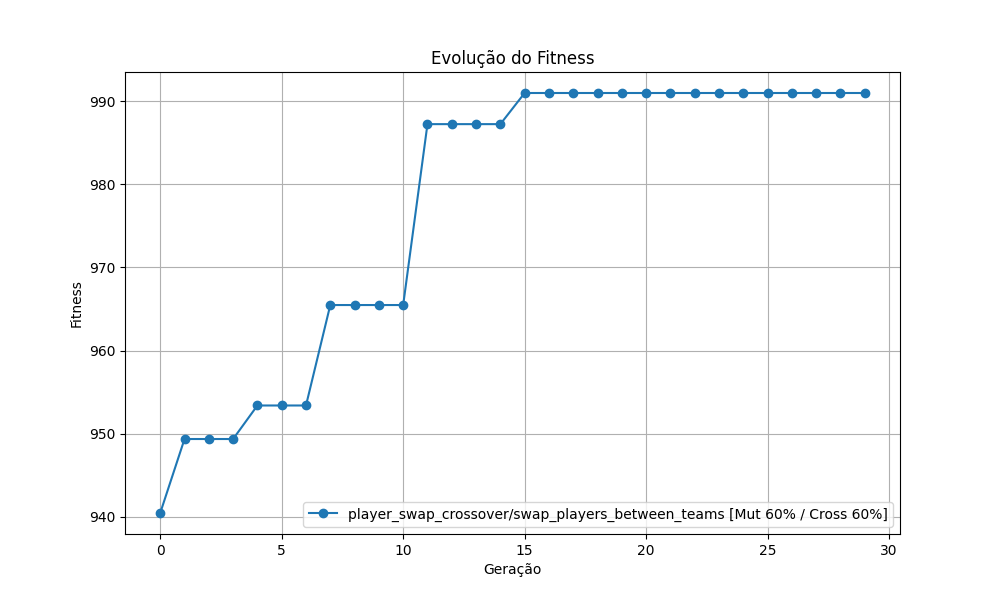 Evolução do Fitness
Fitness
990
980
970
960
950
940
player_swap_crossover/swap_players_between_teams [Mut 60% / Cross 60%]
0 5 10 15 20 25 30
Geração